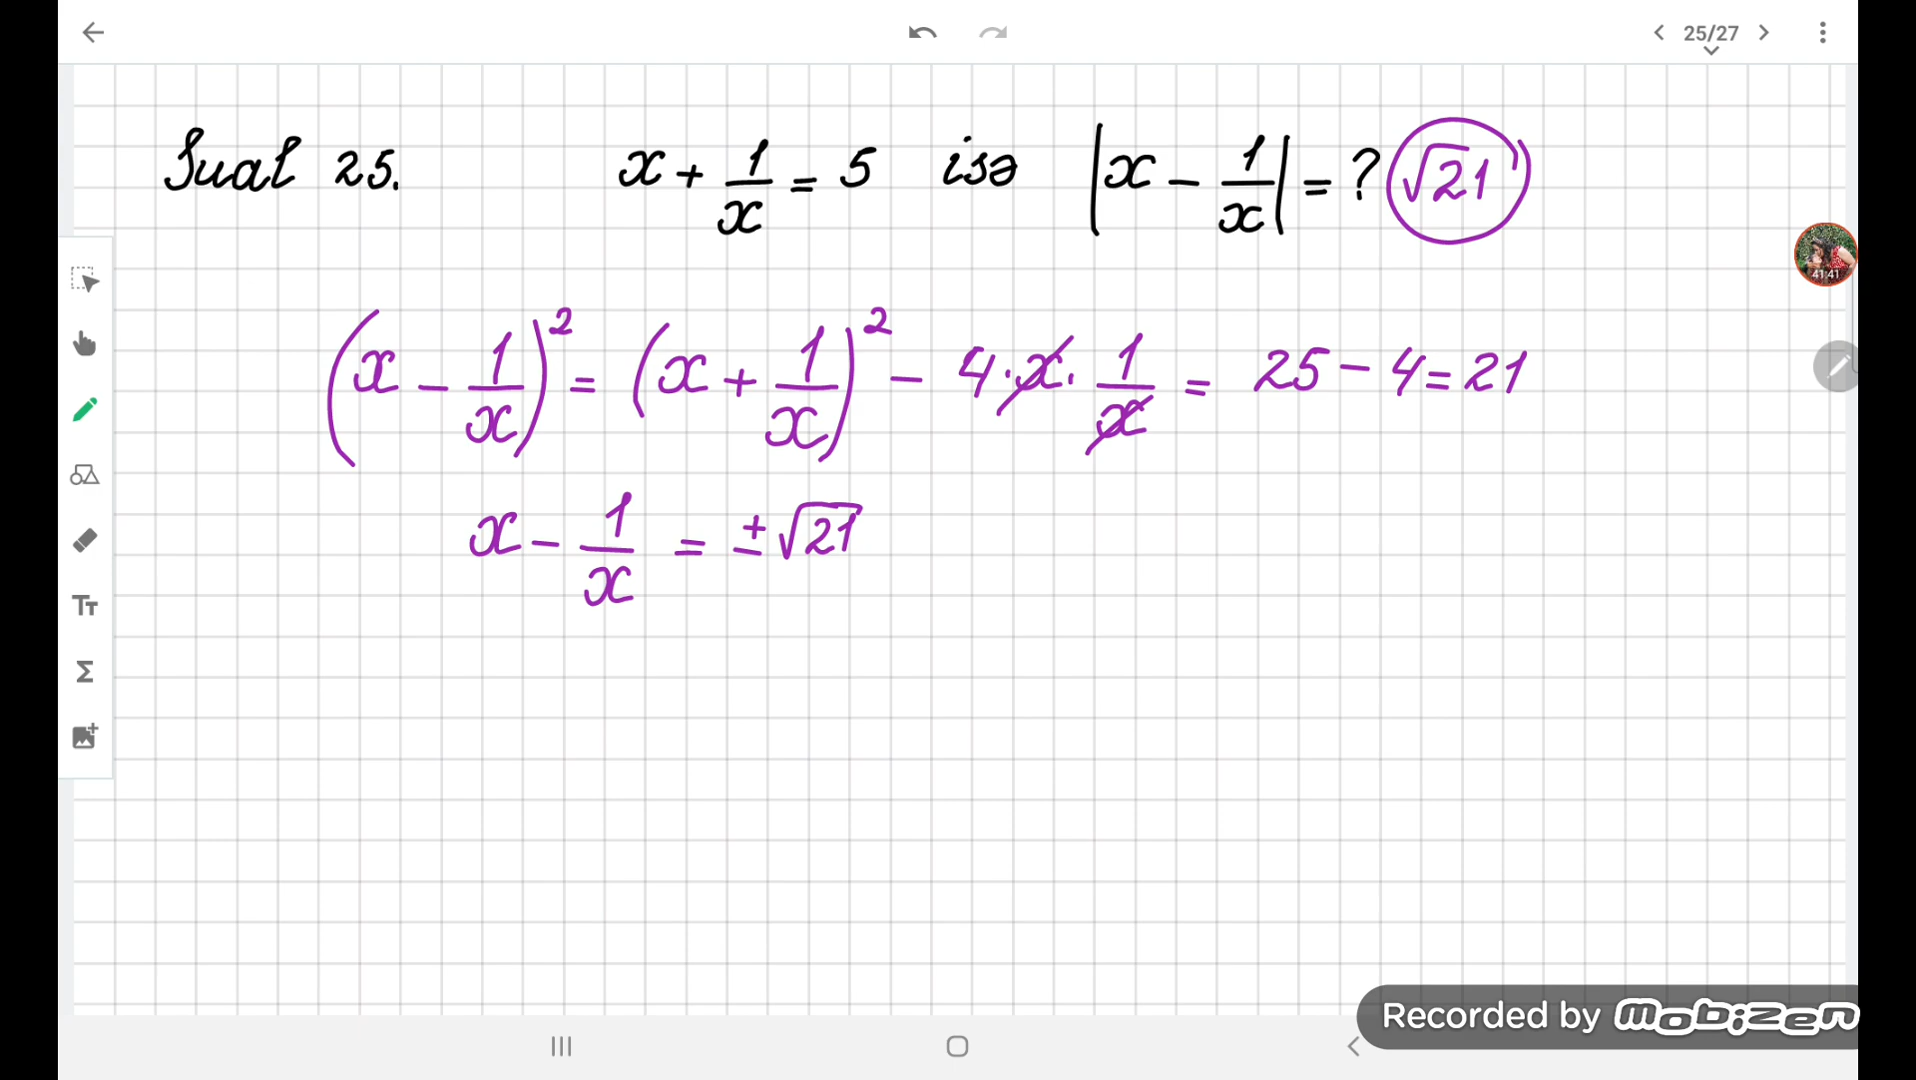 25/27
Sual 25. x + 1/x = 5 isə |x − 1/x| = ? √21
41:41
(x − 1/x)² = (x + 1/x)² − 4 · x · 1/x = 25 − 4 = 21
x − 1/x = ±√21
Tт
Σ
Recorded by mobizen